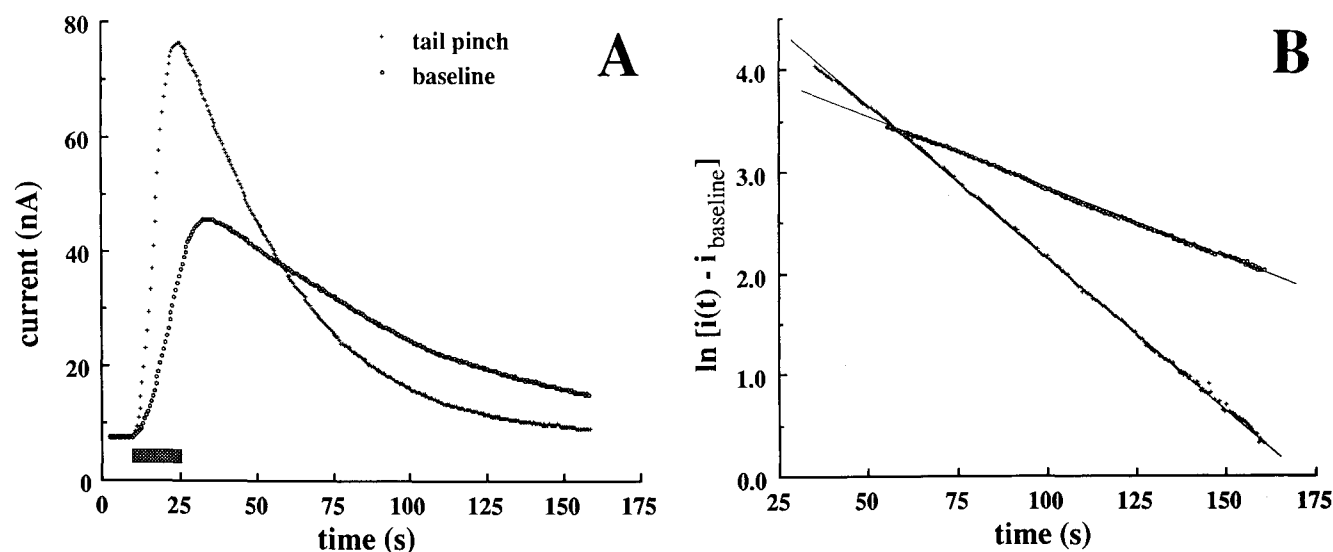 A
80
60
40
20
0
current (nA)
+ tail pinch
o baseline
0 25 50 75 100 125 150 175
time (s)
B
4.0
3.0
2.0
1.0
0.0
ln [i(t) - i baseline]
25 50 75 100 125 150 175
time (s)